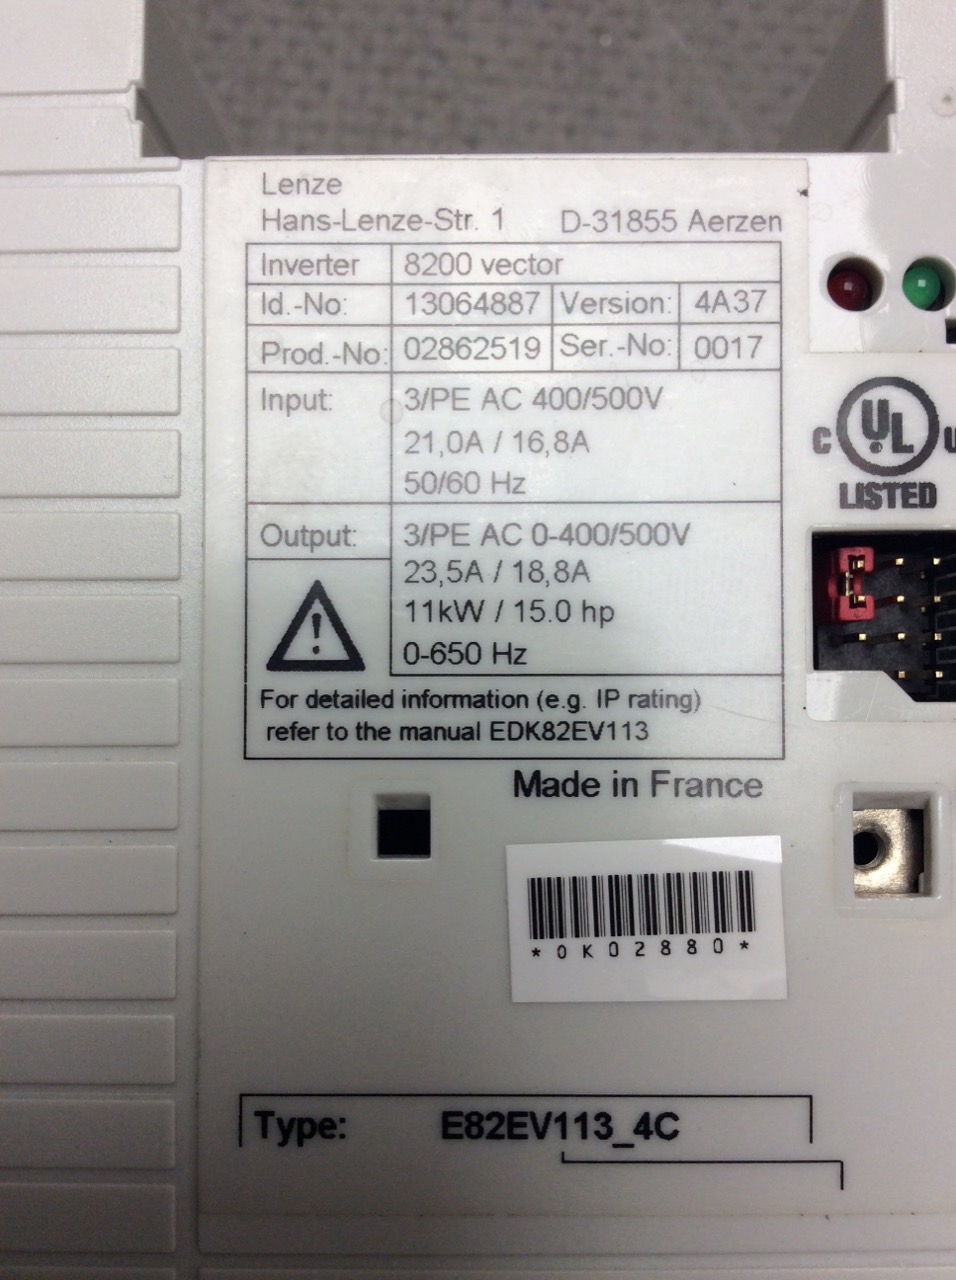 Lenze
Hans-Lenze-Str. 1 D-31855 Aerzen
Inverter 8200 vector
Id.-No: 13064887 Version: 4A37
Prod.-No: 02862519 Ser.-No: 0017
Input: 3/PE AC 400/500V
21,0A / 16,8A
50/60 Hz
Output: 3/PE AC 0-400/500V
23,5A / 18,8A
11kW / 15.0 hp
0-650 Hz
For detailed information (e.g. IP rating)
refer to the manual EDK82EV113
Made in France
C UL
LISTED
*0K02880*
Type: E82EV113_4C